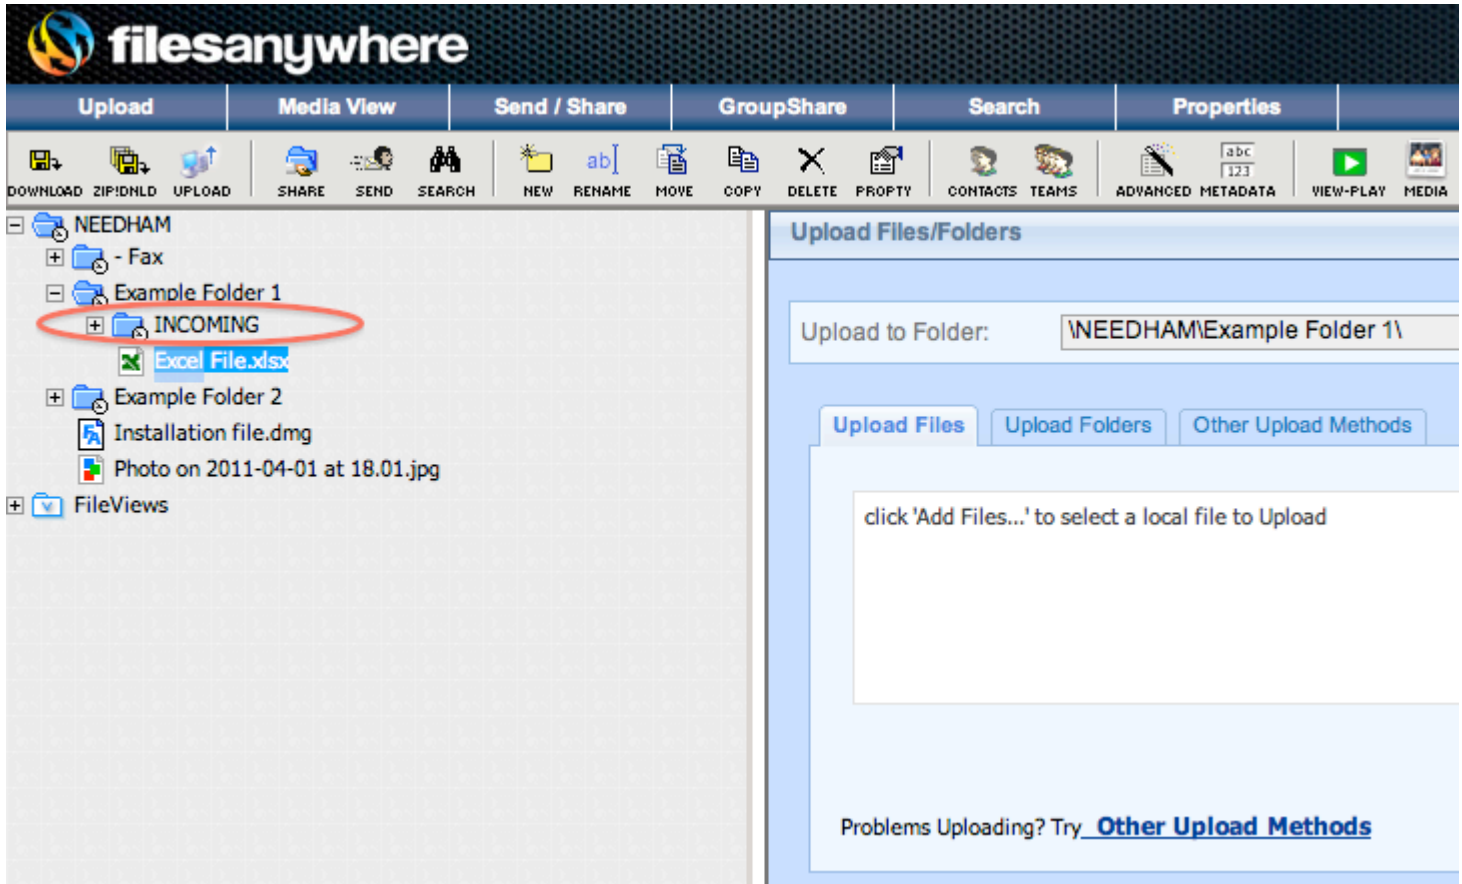 filesanywhere
Upload Media View Send / Share GroupShare Search Properties
DOWNLOAD ZIP!DNLD UPLOAD SHARE SEND SEARCH NEW RENAME MOVE COPY DELETE PROPTY CONTACTS TEAMS ADVANCED METADATA VIEW-PLAY MEDIA
ab
abc
123
NEEDHAM
- Fax
Example Folder 1
INCOMING
Excel File.xlsx
Example Folder 2
FA
Installation file.dmg
Photo on 2011-04-01 at 18.01.jpg
v
FileViews
Upload Files/Folders
Upload to Folder: \NEEDHAM\Example Folder 1\
Upload Files Upload Folders Other Upload Methods
click 'Add Files...' to select a local file to Upload
Problems Uploading? Try Other Upload Methods